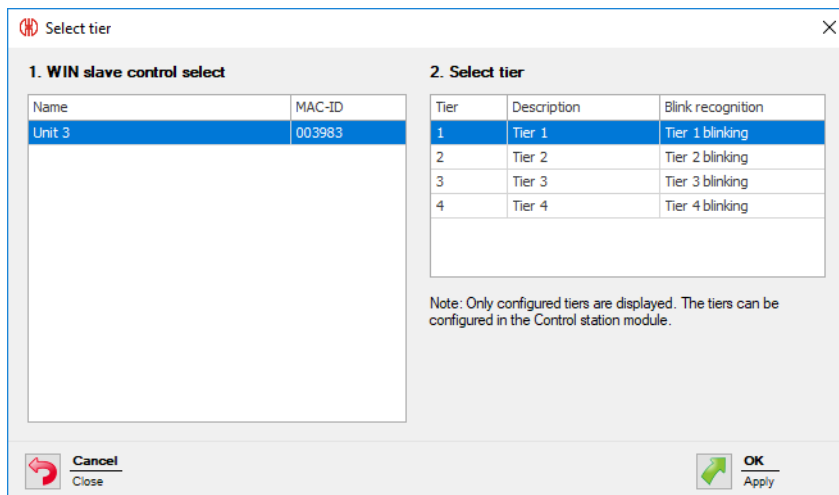 Select tier
1. WIN slave control select
Name MAC-ID
Unit 3 003983
2. Select tier
Tier Description Blink recognition
1 Tier 1 Tier 1 blinking
2 Tier 2 Tier 2 blinking
3 Tier 3 Tier 3 blinking
4 Tier 4 Tier 4 blinking
Note: Only configured tiers are displayed. The tiers can be
configured in the Control station module.
Cancel
Close
OK
Apply